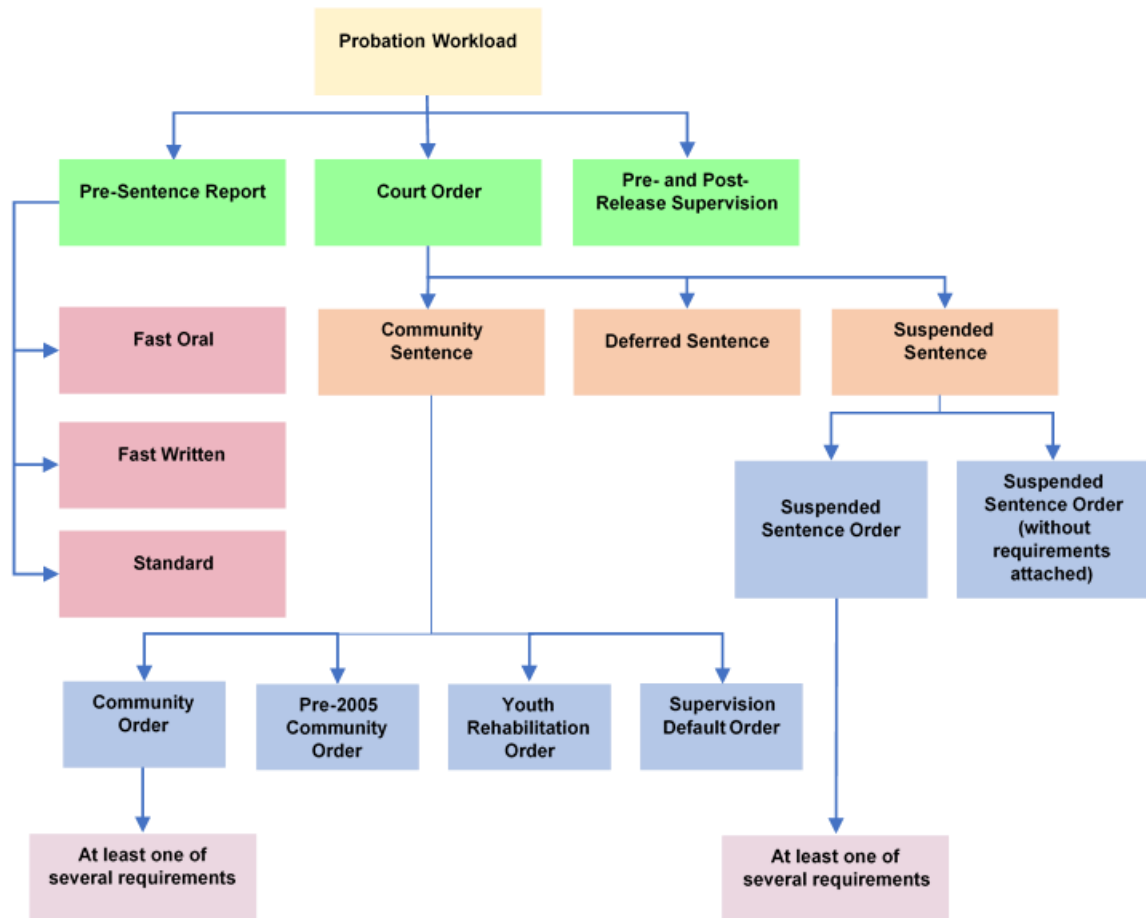 Probation Workload
Pre-Sentence Report
Court Order
Pre- and Post-
Release Supervision
Fast Oral
Community
Sentence
Deferred Sentence
Suspended
Sentence
Fast Written
Suspended
Sentence Order
Suspended
Sentence Order
(without
requirements
attached)
Standard
Community
Order
Pre-2005
Community
Order
Youth
Rehabilitation
Order
Supervision
Default Order
At least one of
several requirements
At least one of
several requirements